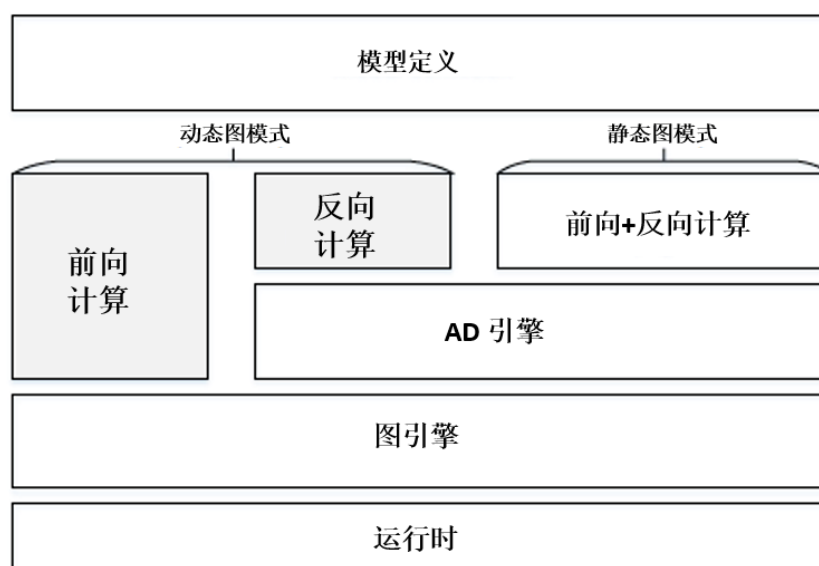 模型定义
动态图模式
静态图模式
前向
计算
反向
计算
前向+反向计算
AD 引擎
图引擎
运行时